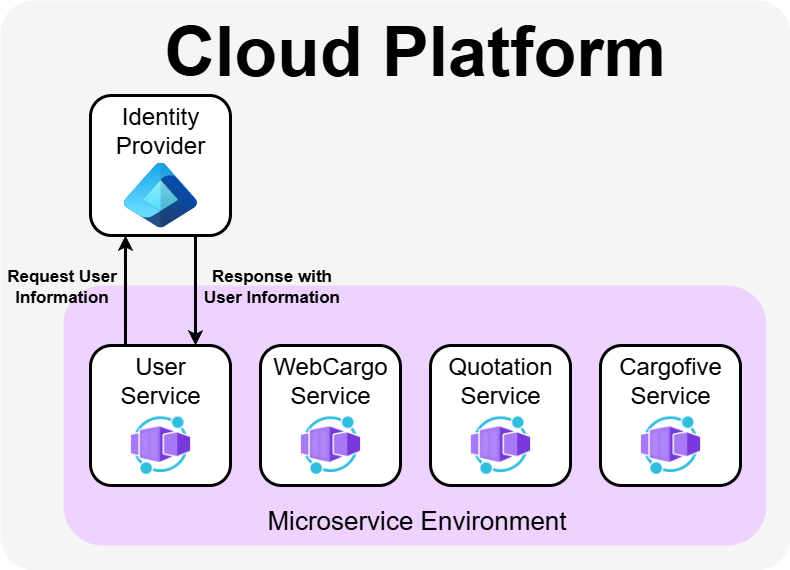 Cloud Platform
Identity
Provider
Request User
Information
Response with
User Information
User
Service
WebCargo
Service
Quotation
Service
Cargofive
Service
Microservice Environment